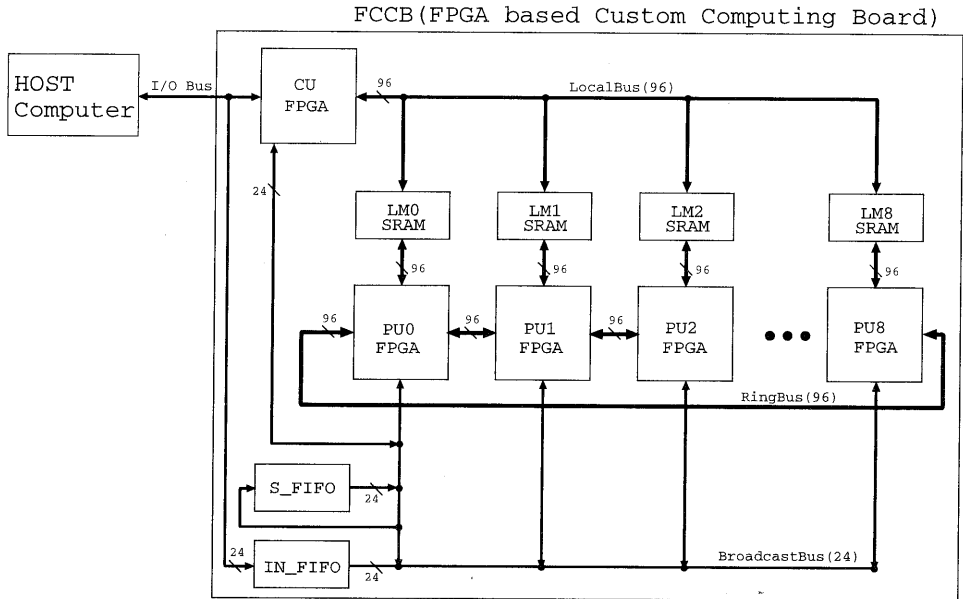 FCCB(FPGA based Custom Computing Board)
HOST
Computer
I/O Bus
CU
FPGA
96
LocalBus(96)
24
LM0
SRAM
LM1
SRAM
LM2
SRAM
LM8
SRAM
96
96
96
96
96
PU0
FPGA
96
PU1
FPGA
96
PU2
FPGA
PU8
FPGA
RingBus(96)
S_FIFO
24
24
IN_FIFO
24
BroadcastBus(24)